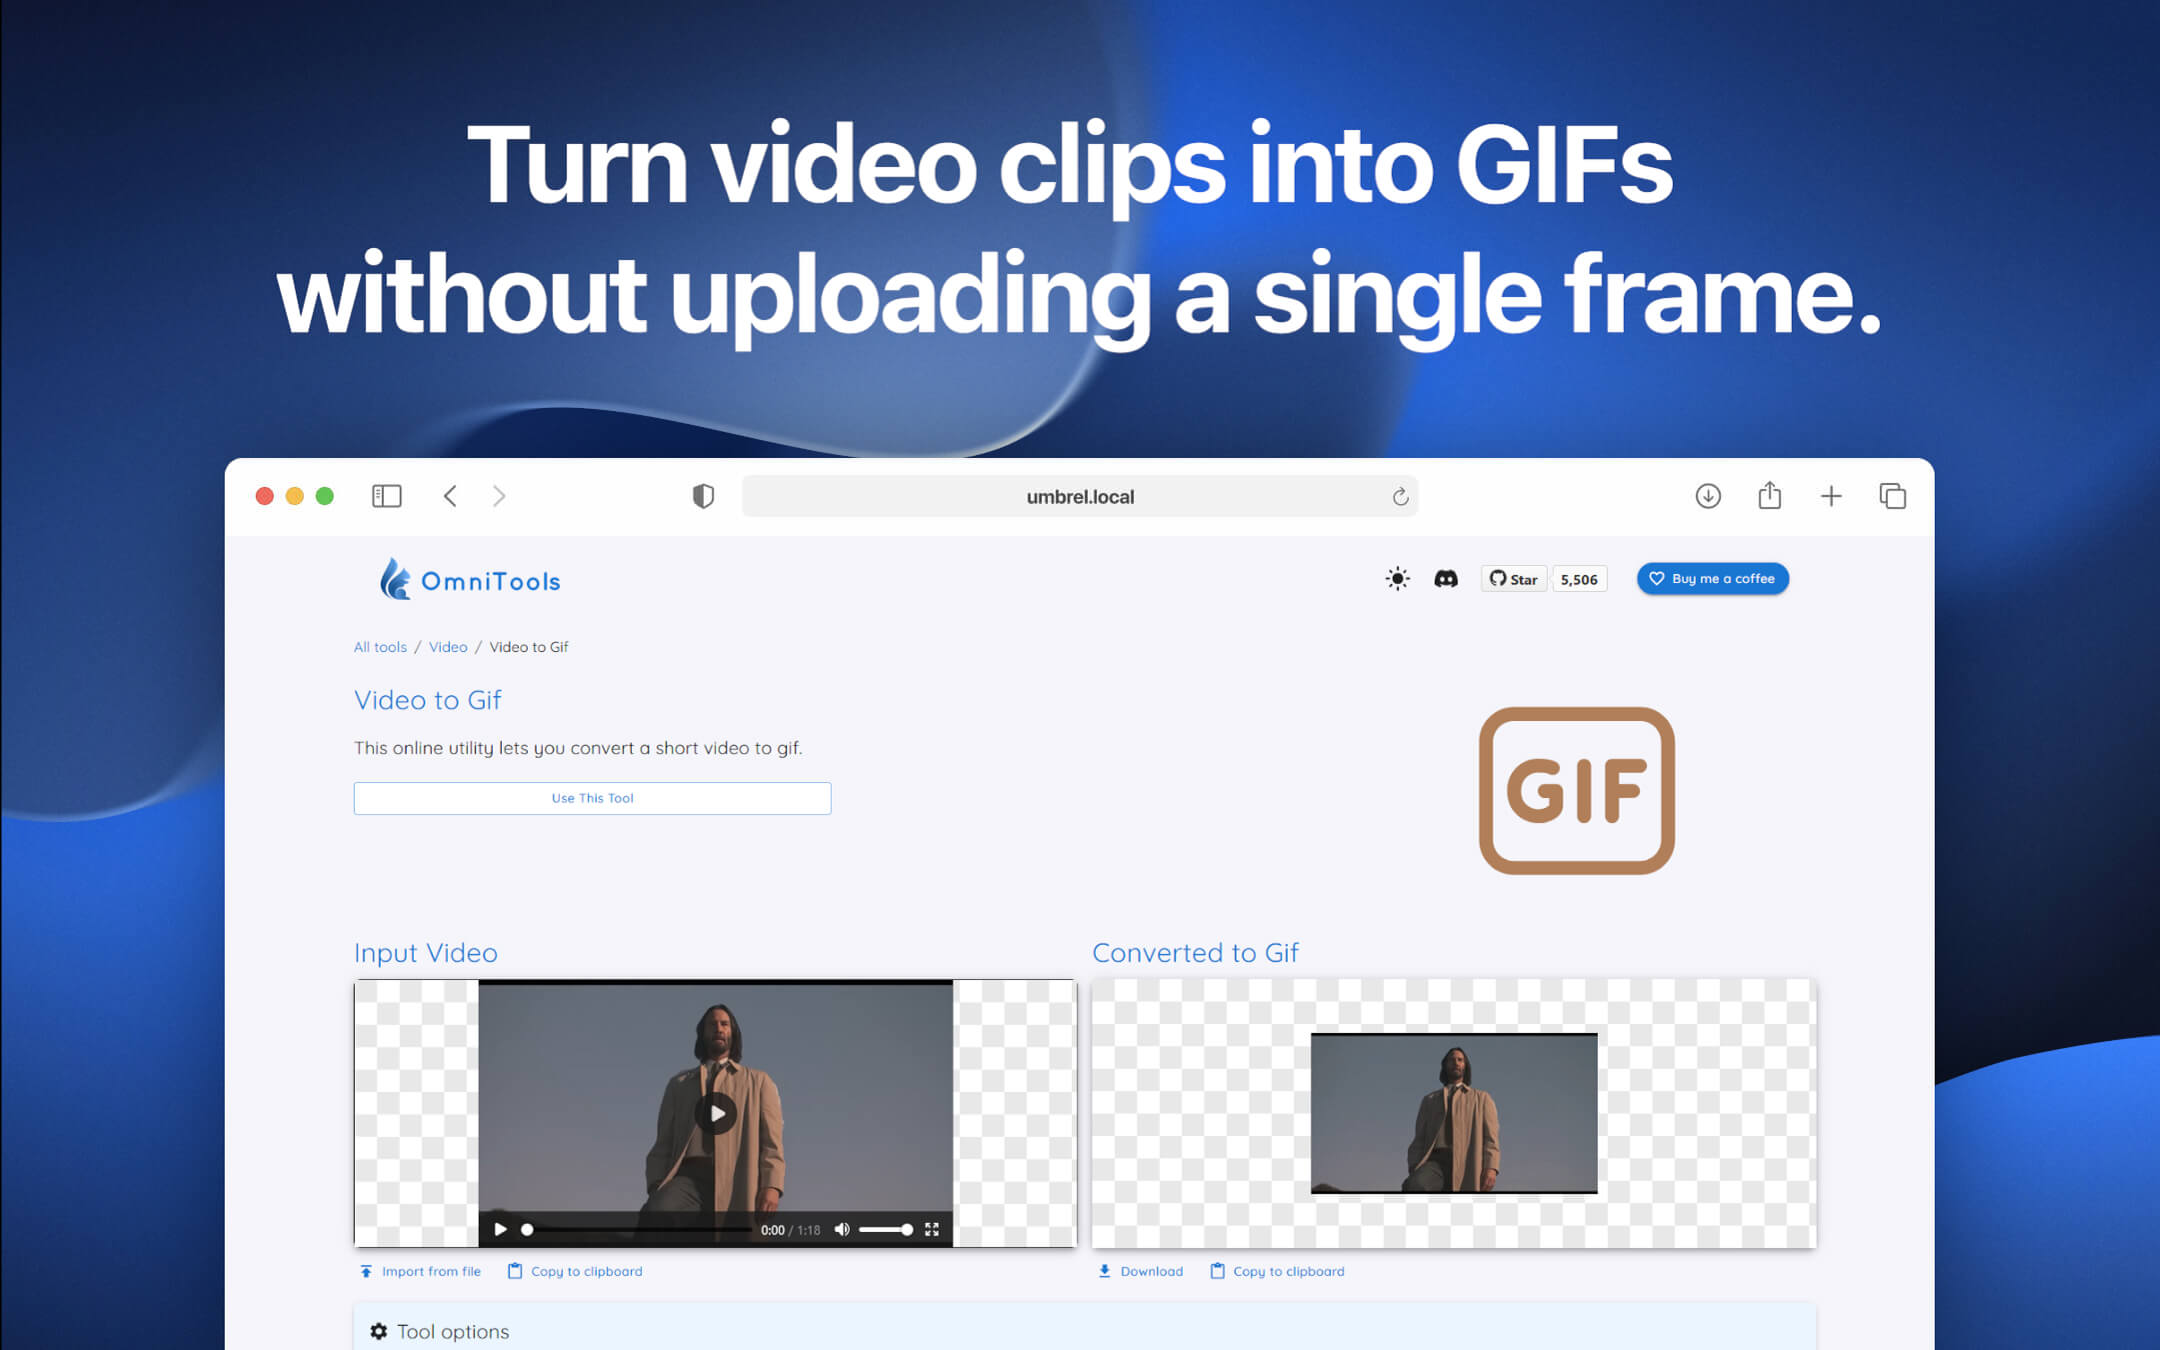 Turn video clips into GIFs
without uploading a single frame.
umbrel.local
OmniTools
Star 5,506
Buy me a coffee
All tools / Video / Video to Gif
Video to Gif
This online utility lets you convert a short video to gif.
Use This Tool
GIF
Input Video
Converted to Gif
0:00 / 1:18
Import from file Copy to clipboard
Download Copy to clipboard
Tool options